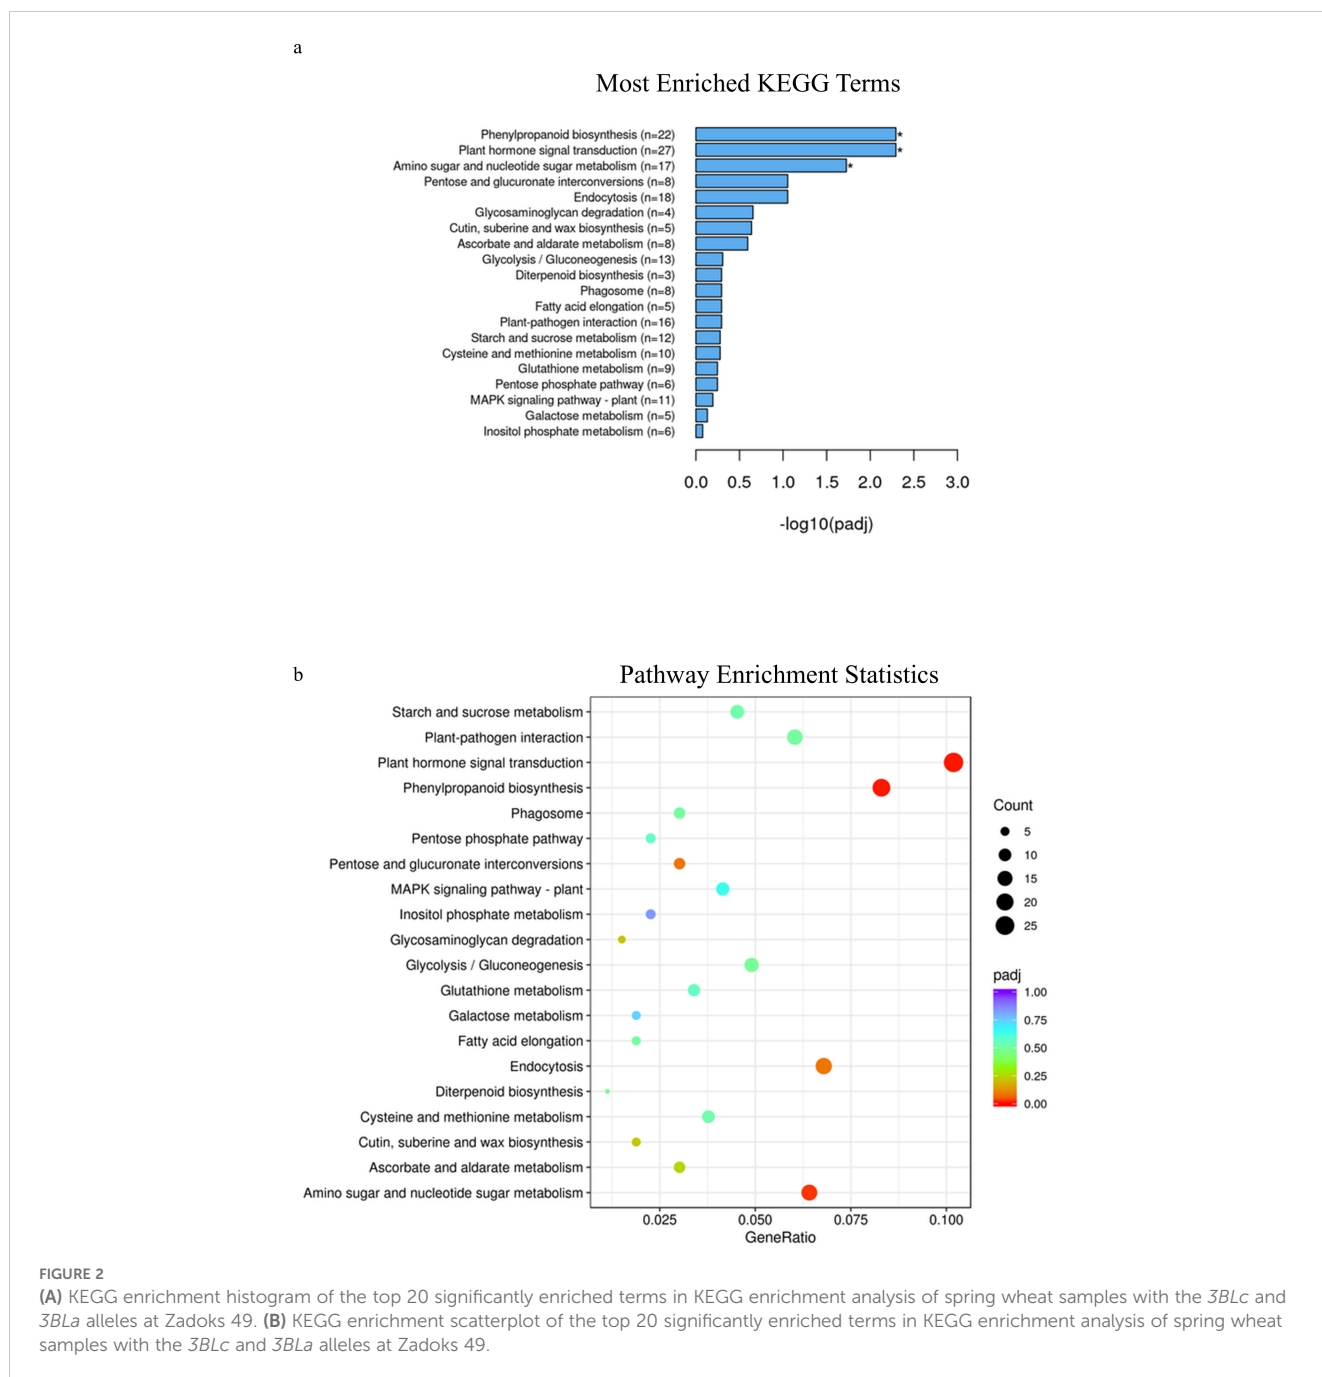 a
Most Enriched KEGG Terms
Phenylpropanoid biosynthesis (n=22)
*
Plant hormone signal transduction (n=27)
*
Amino sugar and nucleotide sugar metabolism (n=17)
*
Pentose and glucuronate interconversions (n=8)
Endocytosis (n=18)
Glycosaminoglycan degradation (n=4)
Cutin, suberine and wax biosynthesis (n=5)
Ascorbate and aldarate metabolism (n=8)
Glycolysis / Gluconeogenesis (n=13)
Diterpenoid biosynthesis (n=3)
Phagosome (n=8)
Fatty acid elongation (n=5)
Plant-pathogen interaction (n=16)
Starch and sucrose metabolism (n=12)
Cysteine and methionine metabolism (n=10)
Glutathione metabolism (n=9)
Pentose phosphate pathway (n=6)
MAPK signaling pathway - plant (n=11)
Galactose metabolism (n=5)
Inositol phosphate metabolism (n=6)
0.0 0.5 1.0 1.5 2.0 2.5 3.0
-log10(padj)
b
Pathway Enrichment Statistics
Starch and sucrose metabolism
Plant-pathogen interaction
Plant hormone signal transduction
Phenylpropanoid biosynthesis
Phagosome
Pentose phosphate pathway
Pentose and glucuronate interconversions
MAPK signaling pathway - plant
Inositol phosphate metabolism
Glycosaminoglycan degradation
Glycolysis / Gluconeogenesis
Glutathione metabolism
Galactose metabolism
Fatty acid elongation
Endocytosis
Diterpenoid biosynthesis
Cysteine and methionine metabolism
Cutin, suberine and wax biosynthesis
Ascorbate and aldarate metabolism
Amino sugar and nucleotide sugar metabolism
0.025 0.050 0.075 0.100
GeneRatio
Count
5
10
15
20
25
padj
1.00
0.75
0.50
0.25
0.00
FIGURE 2
(A) KEGG enrichment histogram of the top 20 significantly enriched terms in KEGG enrichment analysis of spring wheat samples with the 3BLc and
3BLa alleles at Zadoks 49. (B) KEGG enrichment scatterplot of the top 20 significantly enriched terms in KEGG enrichment analysis of spring wheat
samples with the 3BLc and 3BLa alleles at Zadoks 49.